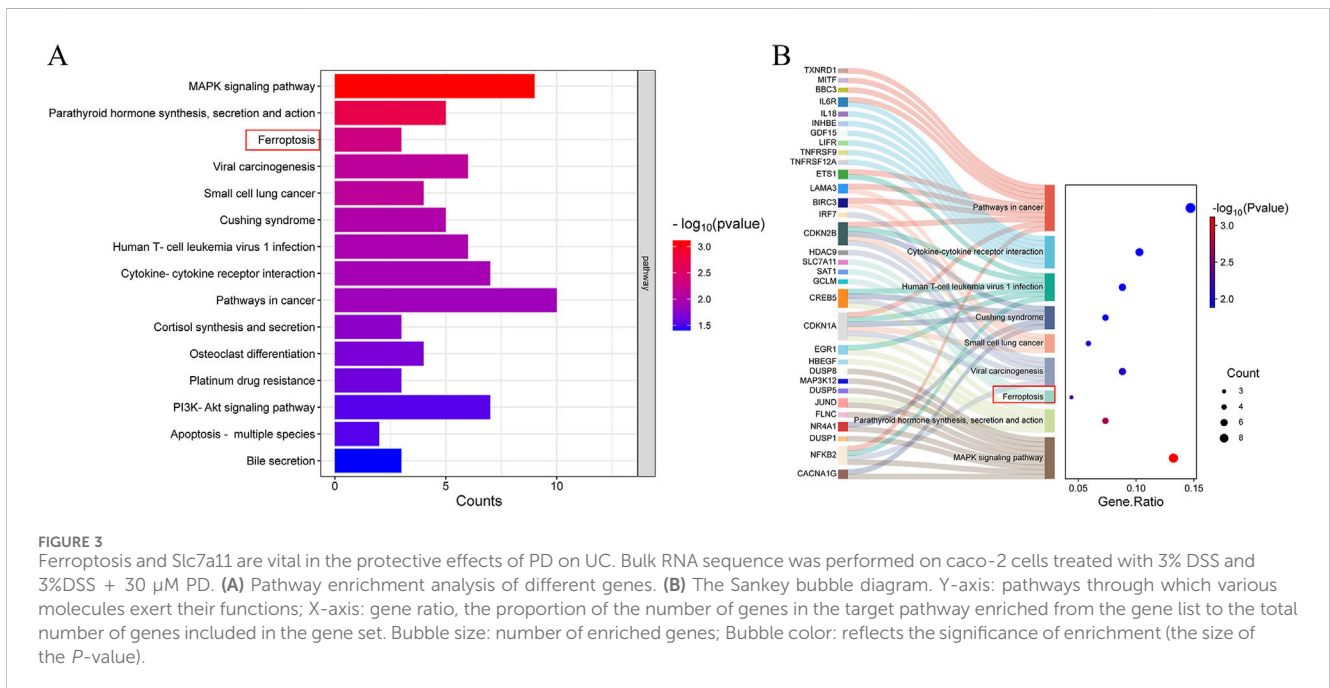 A
MAPK signaling pathway
Parathyroid hormone synthesis, secretion and action
Ferroptosis
Viral carcinogenesis
Small cell lung cancer
Cushing syndrome
Human T- cell leukemia virus 1 infection
Cytokine- cytokine receptor interaction
Pathways in cancer
Cortisol synthesis and secretion
Osteoclast differentiation
Platinum drug resistance
PI3K- Akt signaling pathway
Apoptosis - multiple species
Bile secretion
0 5 10
Counts
pathway
- log10(pvalue)
3.0
2.5
2.0
1.5
B
TXNRD1
MITF
BBC3
IL6R
IL18
INHBE
GDF15
LIFR
TNFRSF9
TNFRSF12A
ETS1
LAMA3
BIRC3
IRF7
CDKN2B
HDAC9
SLC7A11
SAT1
GCLM
CREB5
CDKN1A
EGR1
HBEGF
DUSP8
MAP3K12
DUSP5
JUND
FLNC
NR4A1
DUSP1
NFKB2
CACNA1G
Pathways in cancer
Cytokine-cytokine receptor interaction
Human T-cell leukemia virus 1 infection
Cushing syndrome
Small cell lung cancer
Viral carcinogenesis
Ferroptosis
Parathyroid hormone synthesis, secretion and action
MAPK signaling pathway
0.05 0.10 0.15
Gene.Ratio
-log10(Pvalue)
3.0
2.5
2.0
Count
3
4
6
8
FIGURE 3
Ferroptosis and Slc7a11 are vital in the protective effects of PD on UC. Bulk RNA sequence was performed on caco-2 cells treated with 3% DSS and
3%DSS + 30 μM PD. (A) Pathway enrichment analysis of different genes. (B) The Sankey bubble diagram. Y-axis: pathways through which various
molecules exert their functions; X-axis: gene ratio, the proportion of the number of genes in the target pathway enriched from the gene list to the total
number of genes included in the gene set. Bubble size: number of enriched genes; Bubble color: reflects the significance of enrichment (the size of
the P-value).